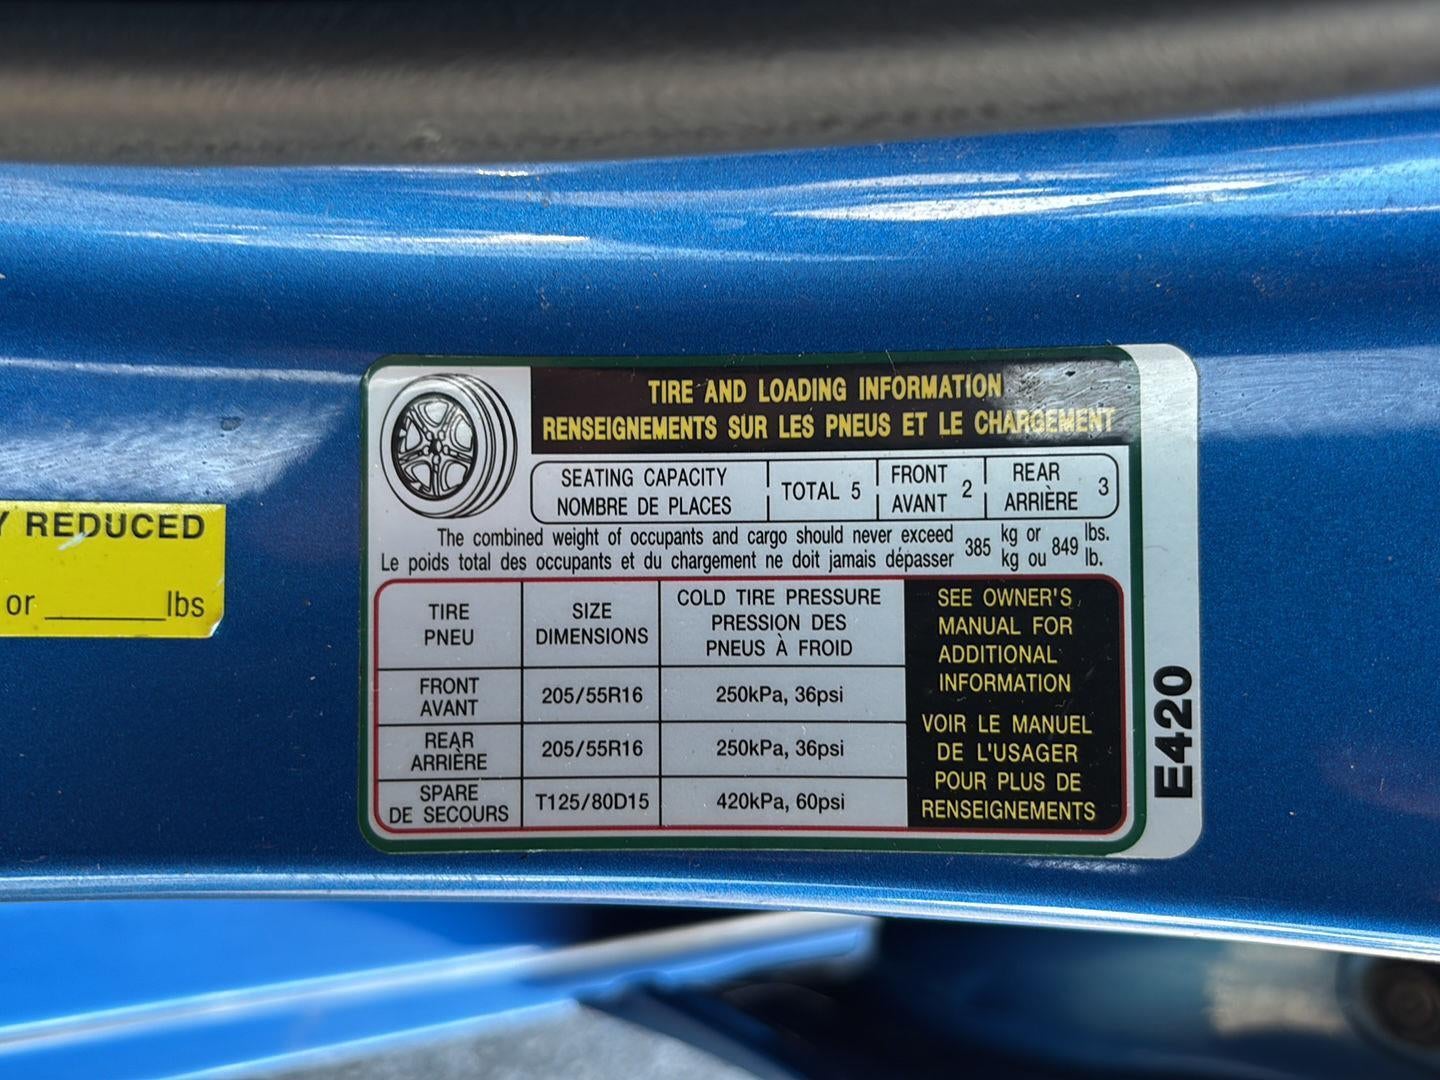 Y REDUCED
or ______ lbs
TIRE AND LOADING INFORMATION
RENSEIGNEMENTS SUR LES PNEUS ET LE CHARGEMENT
SEATING CAPACITY
NOMBRE DE PLACES
TOTAL 5
FRONT
AVANT
2
REAR
ARRIÈRE
3
The combined weight of occupants and cargo should never exceed 385 kg or 849 lbs.
Le poids total des occupants et du chargement ne doit jamais dépasser kg ou lb.
TIRE
PNEU
SIZE
DIMENSIONS
COLD TIRE PRESSURE
PRESSION DES
PNEUS À FROID
FRONT
AVANT
205/55R16
250kPa, 36psi
REAR
ARRIÈRE
205/55R16
250kPa, 36psi
SPARE
DE SECOURS
T125/80D15
420kPa, 60psi
SEE OWNER'S
MANUAL FOR
ADDITIONAL
INFORMATION
VOIR LE MANUEL
DE L'USAGER
POUR PLUS DE
RENSEIGNEMENTS
E420